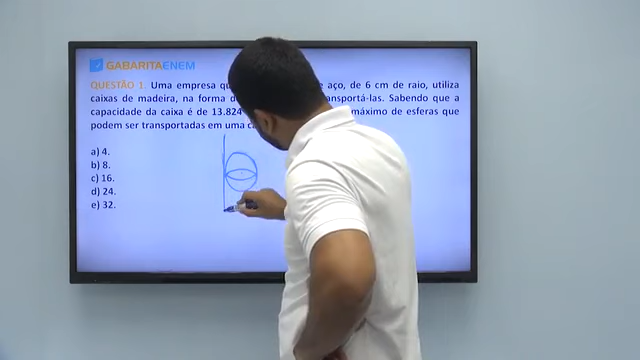 GABARITAENEM
QUESTÃO 1. Uma empresa aço, de 6 cm de raio, utiliza
caixas de madeira, na forma transportá-las. Sabendo que a
capacidade da caixa é de 13.824 máximo de esferas que
podem ser transportadas em uma
a) 4.
b) 8.
c) 16.
d) 24.
e) 32.